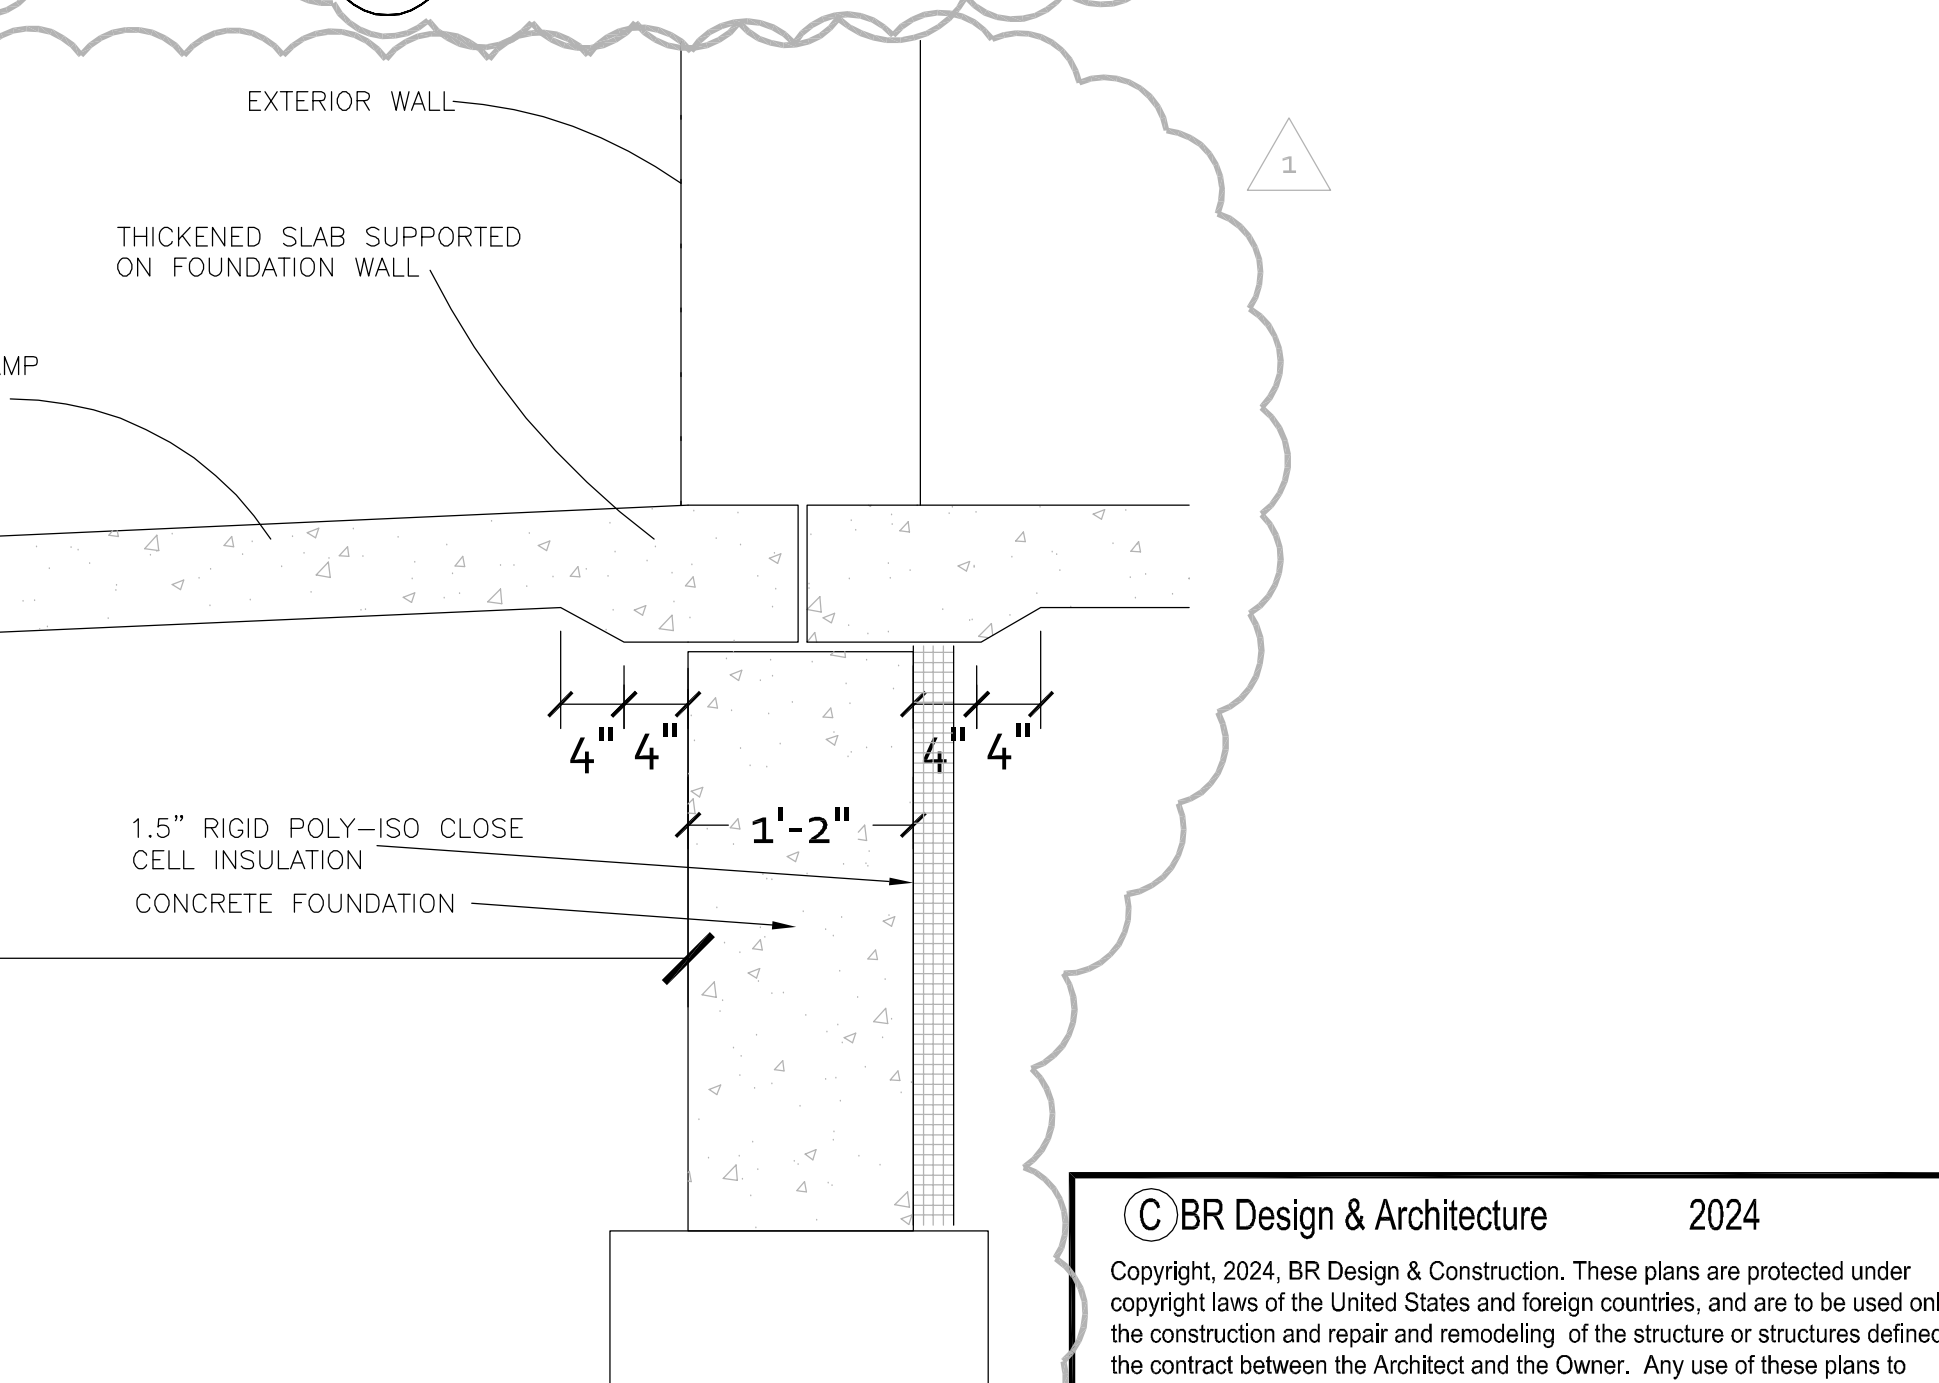 EXTERIOR WALL
1
THICKENED SLAB SUPPORTED
ON FOUNDATION WALL
4" 4" 4" 4"
1.5” RIGID POLY-ISO CLOSE
CELL INSULATION
1'-2"
CONCRETE FOUNDATION
C BR Design & Architecture 2024
Copyright, 2024, BR Design & Construction. These plans are protected under
copyright laws of the United States and foreign countries, and are to be used
the construction and repair and remodeling of the structure or structures defined
the contract between the Architect and the Owner. Any use of these plans to